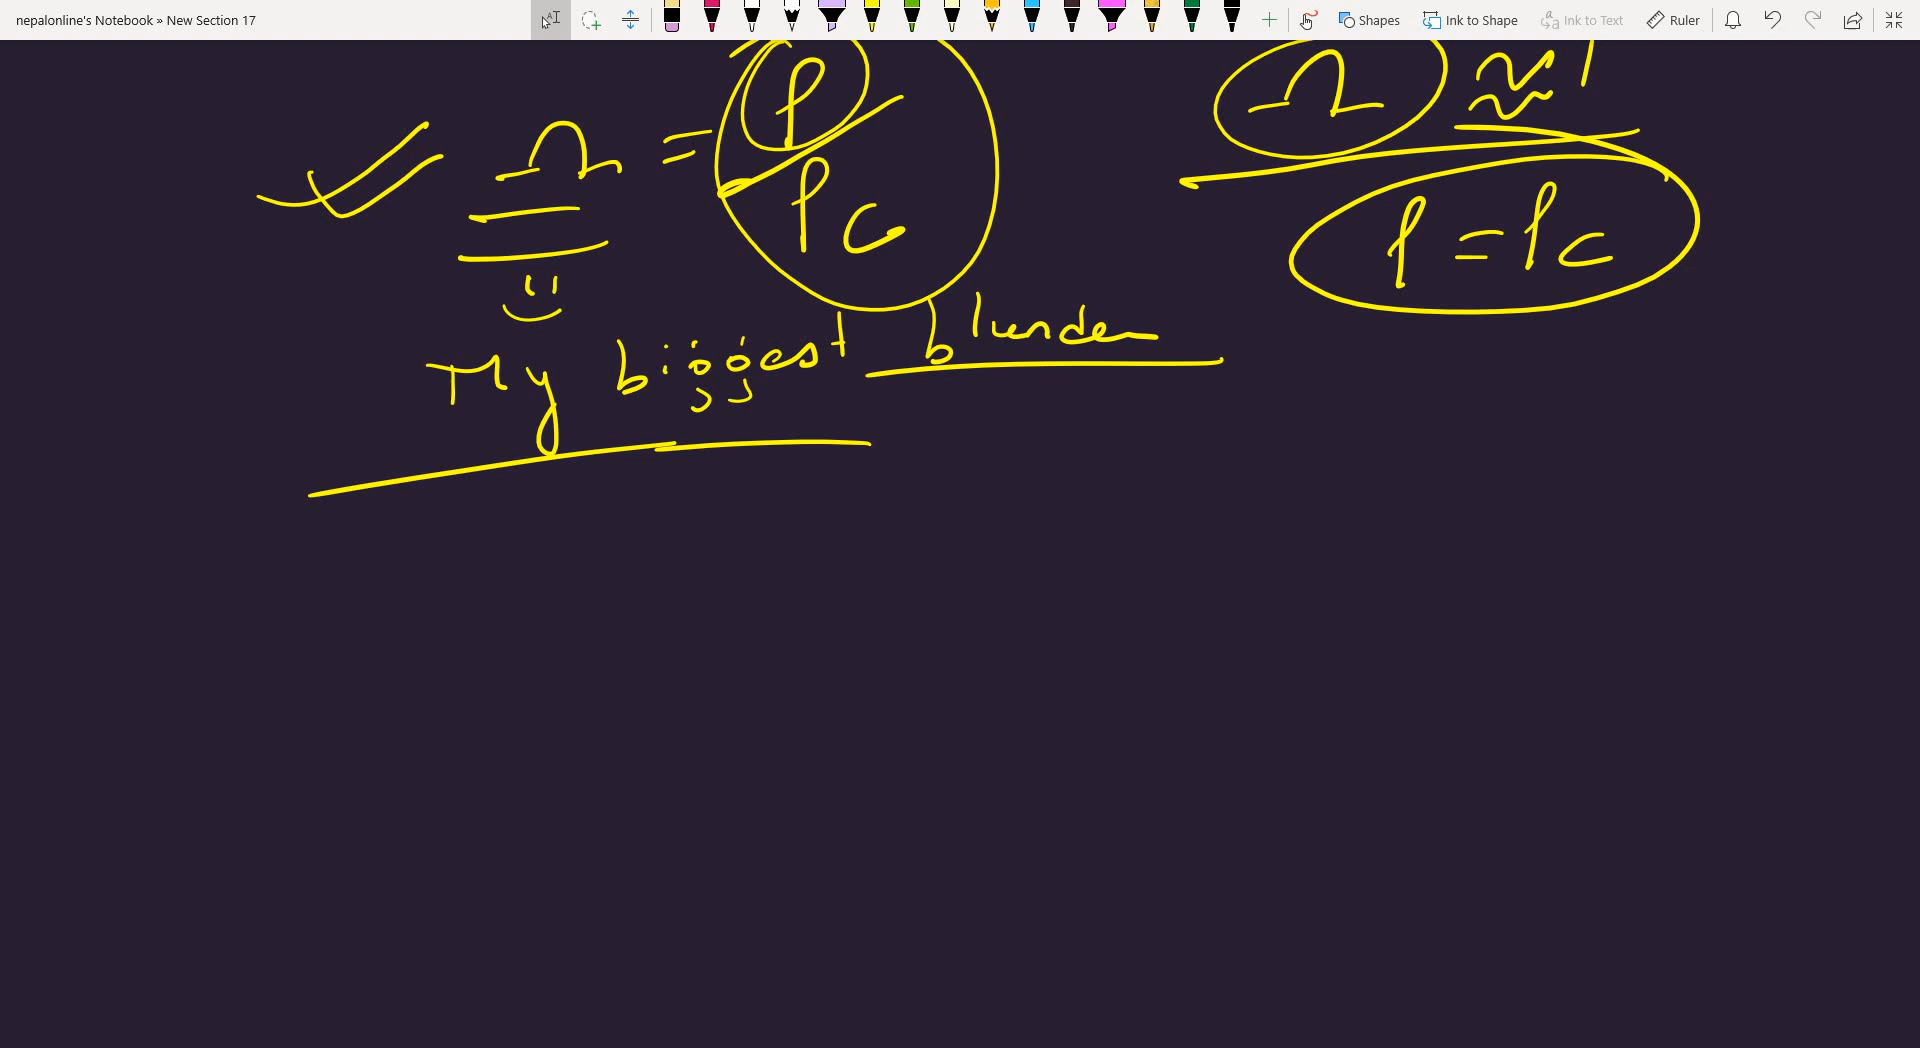 nepalonline's Notebook » New Section 17
Shapes Ink to Shape Ink to Text Ruler
Ω = ρ/ρc
Ω ≈ 1
ρ = ρc
My biggest blunder